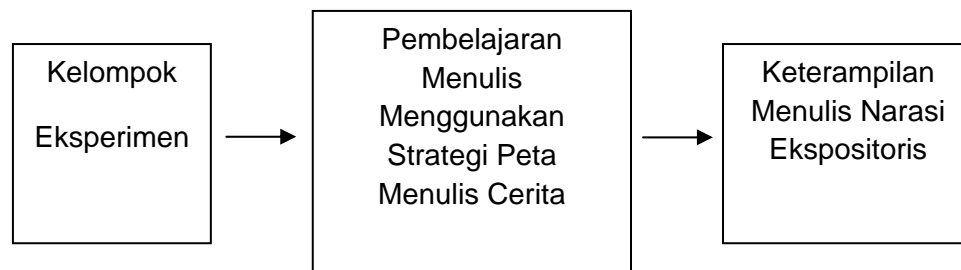 Kelompok
Eksperimen
Pembelajaran
Menulis
Menggunakan
Strategi Peta
Menulis Cerita
Keterampilan
Menulis Narasi
Ekspositoris